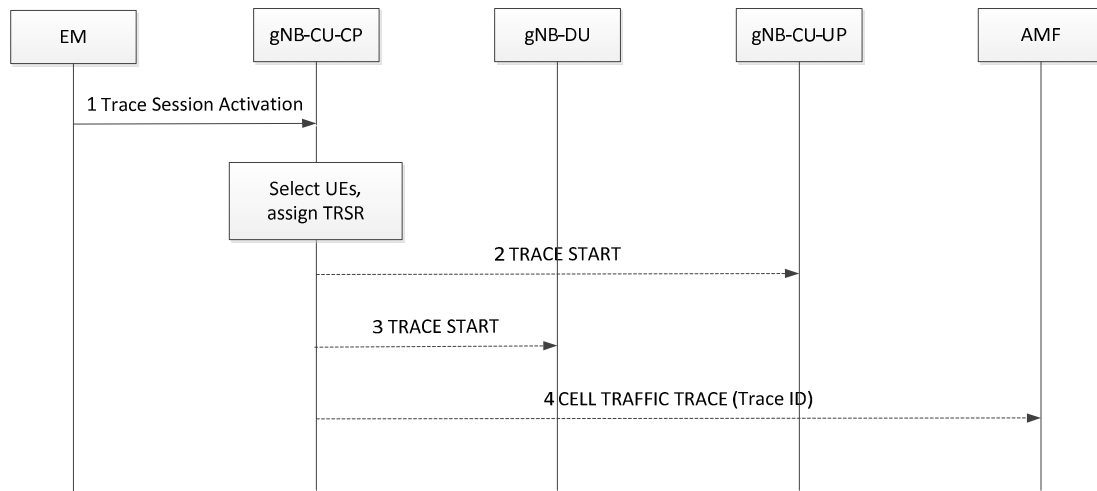 EM
gNB-CU-CP
gNB-DU
gNB-CU-UP
AMF
1 Trace Session Activation
Select UEs,
assign TRSR
2 TRACE START
3 TRACE START
4 CELL TRAFFIC TRACE (Trace ID)